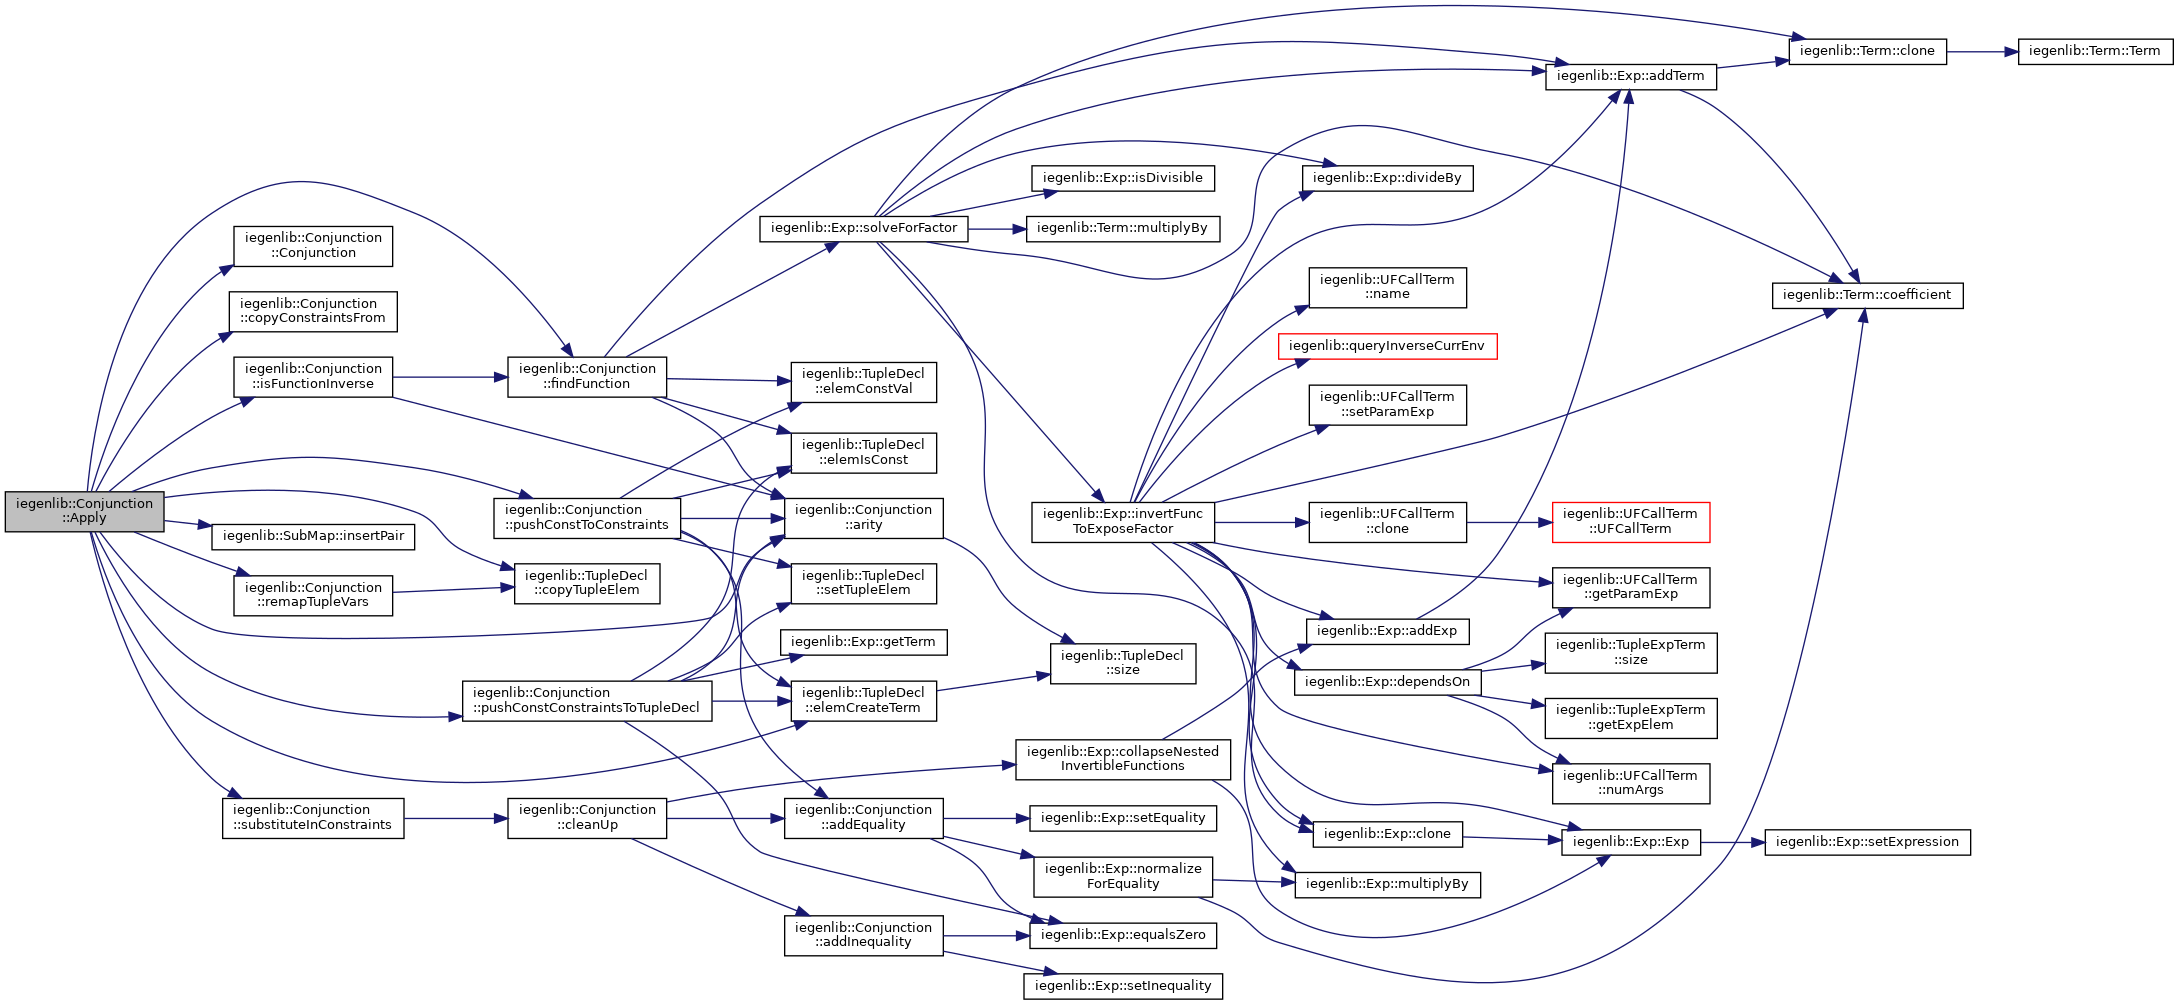 iegenlib::Conjunction
::Apply
iegenlib::Conjunction
::Conjunction
iegenlib::Conjunction
::copyConstraintsFrom
iegenlib::Conjunction
::isFunctionInverse
iegenlib::SubMap::insertPair
iegenlib::Conjunction
::remapTupleVars
iegenlib::Conjunction
::substituteInConstraints
iegenlib::Conjunction
::findFunction
iegenlib::Conjunction
::pushConstToConstraints
iegenlib::TupleDecl
::copyTupleElem
iegenlib::Conjunction
::pushConstConstraintsToTupleDecl
iegenlib::Conjunction
::cleanUp
iegenlib::Exp::solveForFactor
iegenlib::TupleDecl
::elemConstVal
iegenlib::TupleDecl
::elemIsConst
iegenlib::Conjunction
::arity
iegenlib::TupleDecl
::setTupleElem
iegenlib::Exp::getTerm
iegenlib::TupleDecl
::elemCreateTerm
iegenlib::Conjunction
::addEquality
iegenlib::Conjunction
::addInequality
iegenlib::Exp::isDivisible
iegenlib::Term::multiplyBy
iegenlib::Exp::invertFunc
ToExposeFactor
iegenlib::TupleDecl
::size
iegenlib::Exp::collapseNested
InvertibleFunctions
iegenlib::Exp::setEquality
iegenlib::Exp::normalize
ForEquality
iegenlib::Exp::equalsZero
iegenlib::Exp::setInequality
iegenlib::Exp::divideBy
iegenlib::UFCallTerm
::name
iegenlib::queryInverseCurrEnv
iegenlib::UFCallTerm
::setParamExp
iegenlib::UFCallTerm
::clone
iegenlib::Exp::addExp
iegenlib::Exp::dependsOn
iegenlib::Exp::clone
iegenlib::Exp::multiplyBy
iegenlib::Exp::addTerm
iegenlib::UFCallTerm
::UFCallTerm
iegenlib::UFCallTerm
::getParamExp
iegenlib::TupleExpTerm
::size
iegenlib::TupleExpTerm
::getExpElem
iegenlib::UFCallTerm
::numArgs
iegenlib::Exp::Exp
iegenlib::Term::clone
iegenlib::Term::coefficient
iegenlib::Exp::setExpression
iegenlib::Term::Term